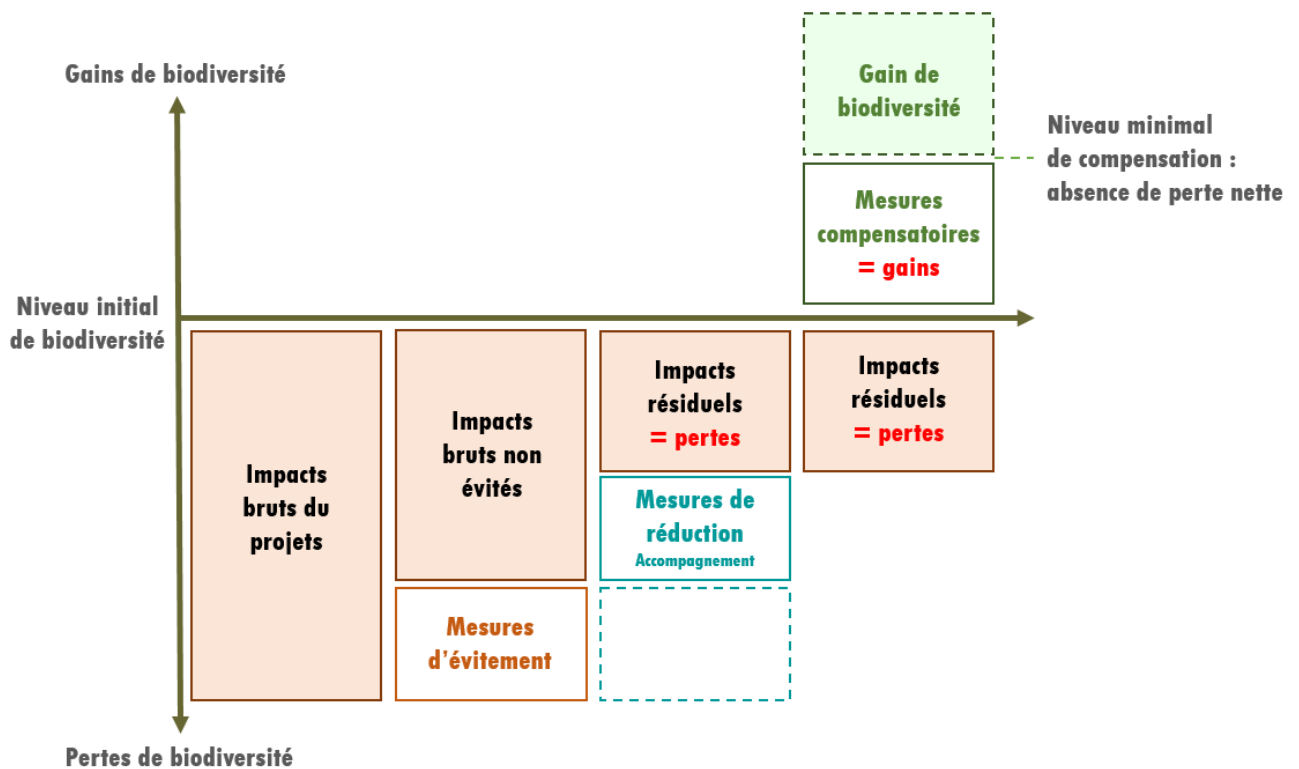 Gains de biodiversité
Gain de
biodiversité
Niveau minimal
de compensation :
absence de perte nette
Mesures
compensatoires
= gains
Niveau initial
de biodiversité
Impacts
bruts du
projets
Impacts
bruts non
évités
Mesures
d'évitement
Impacts
résiduels
= pertes
Mesures de
réduction
Accompagnement
Impacts
résiduels
= pertes
Pertes de biodiversité